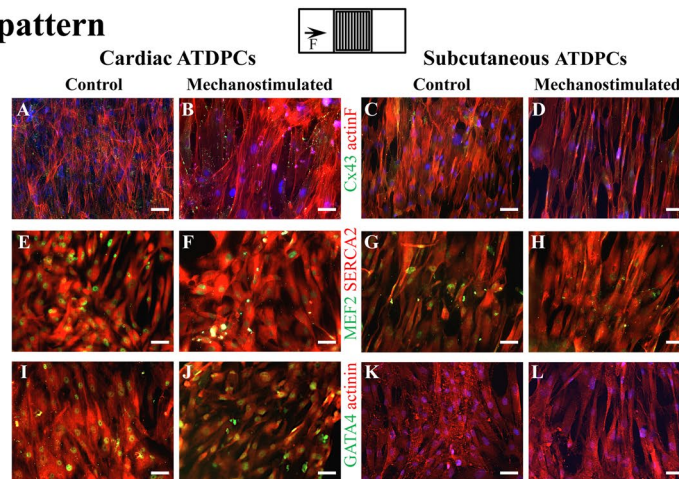 pattern
F
Cardiac ATDPCs
Subcutaneous ATDPCs
Control
Mechanostimulated
Control
Mechanostimulated
A
B
Cx43 actinF
C
D
E
F
MEF2 SERCA2
G
H
I
J
GATA4 actinin
K
L